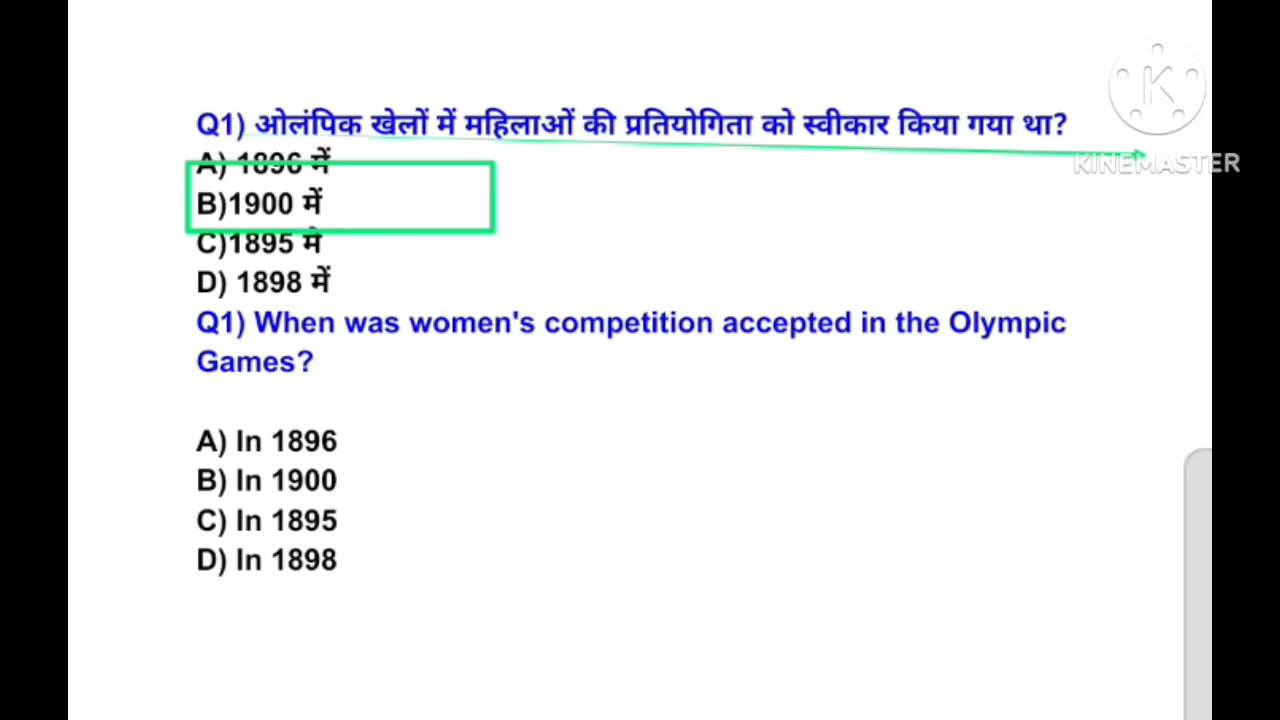 Q1) ओलंपिक खेलों में महिलाओं की प्रतियोगिता को स्वीकार किया गया था?
A) 1896 में
B)1900 में
C)1895 में
D) 1898 में
Q1) When was women's competition accepted in the Olympic
Games?
A) In 1896
B) In 1900
C) In 1895
D) In 1898
KINEMASTER